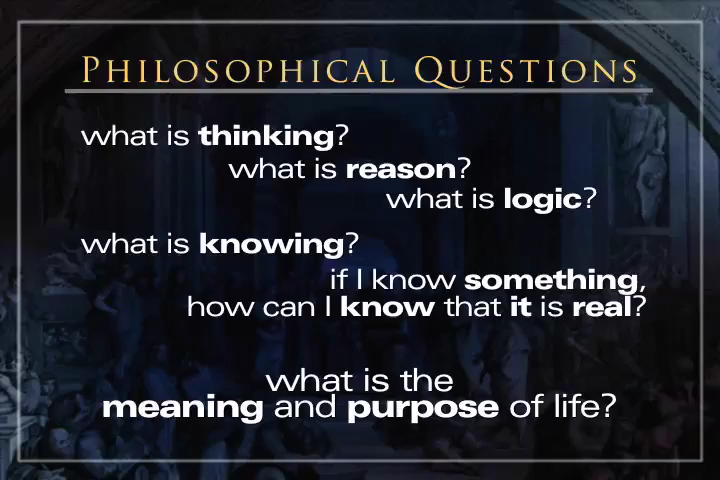 PHILOSOPHICAL QUESTIONS
what is thinking?
what is reason?
what is logic?
what is knowing?
if I know something,
how can I know that it is real?
what is the
meaning and purpose of life?